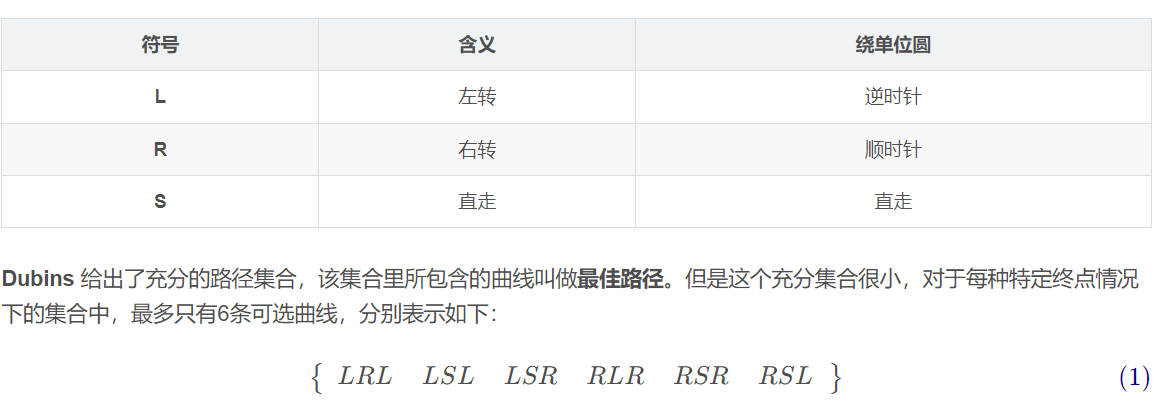 符号 含义 绕单位圆
L 左转 逆时针
R 右转 顺时针
S 直走 直走
Dubins 给出了充分的路径集合，该集合里所包含的曲线叫做最佳路径。但是这个充分集合很小，对于每种特定终点情况
下的集合中，最多只有6条可选曲线，分别表示如下：
{ LRL LSL LSR RLR RSR RSL } (1)